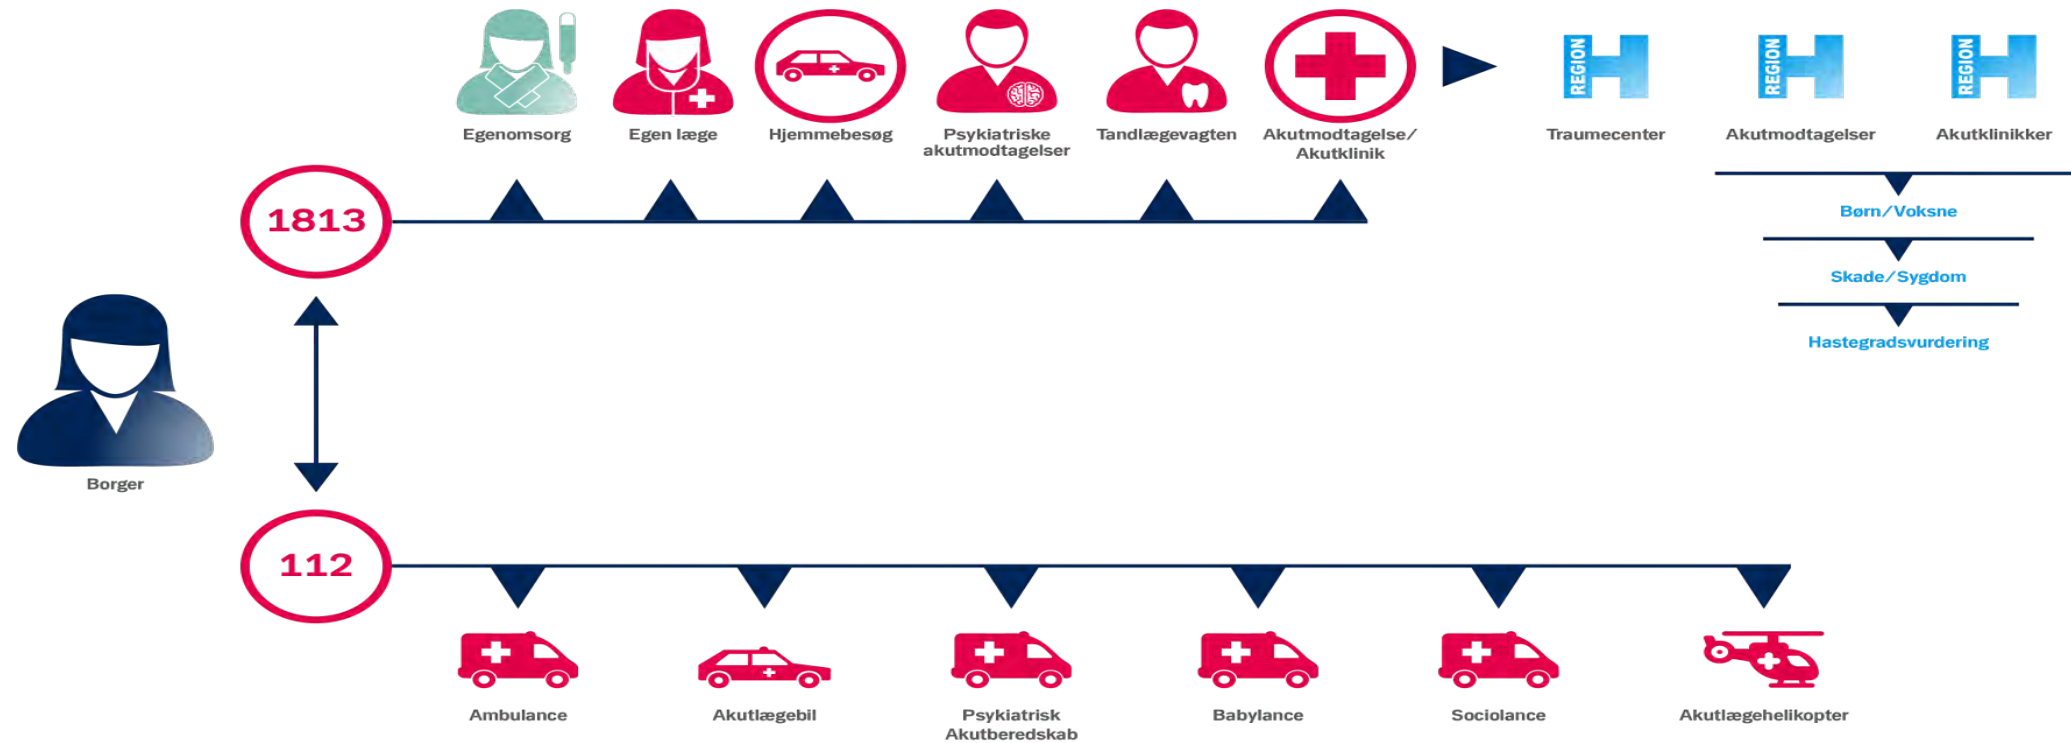 REGION
REGION
REGION
Egenomsorg
Egen læge
Hjemmebesøg
Psykiatriske
akutmodtagelser
Tandlægevagten
Akutmodtagelse/
Akutklinik
Traumecenter
Akutmodtagelser
Akutklinikker
1813
Børn/Voksne
Skade/Sygdom
Hastegradsvurdering
Borger
112
Ambulance
Akutlægebil
Psykiatrisk
Akutberedskab
Babylance
Sociolance
Akutlægehelikopter